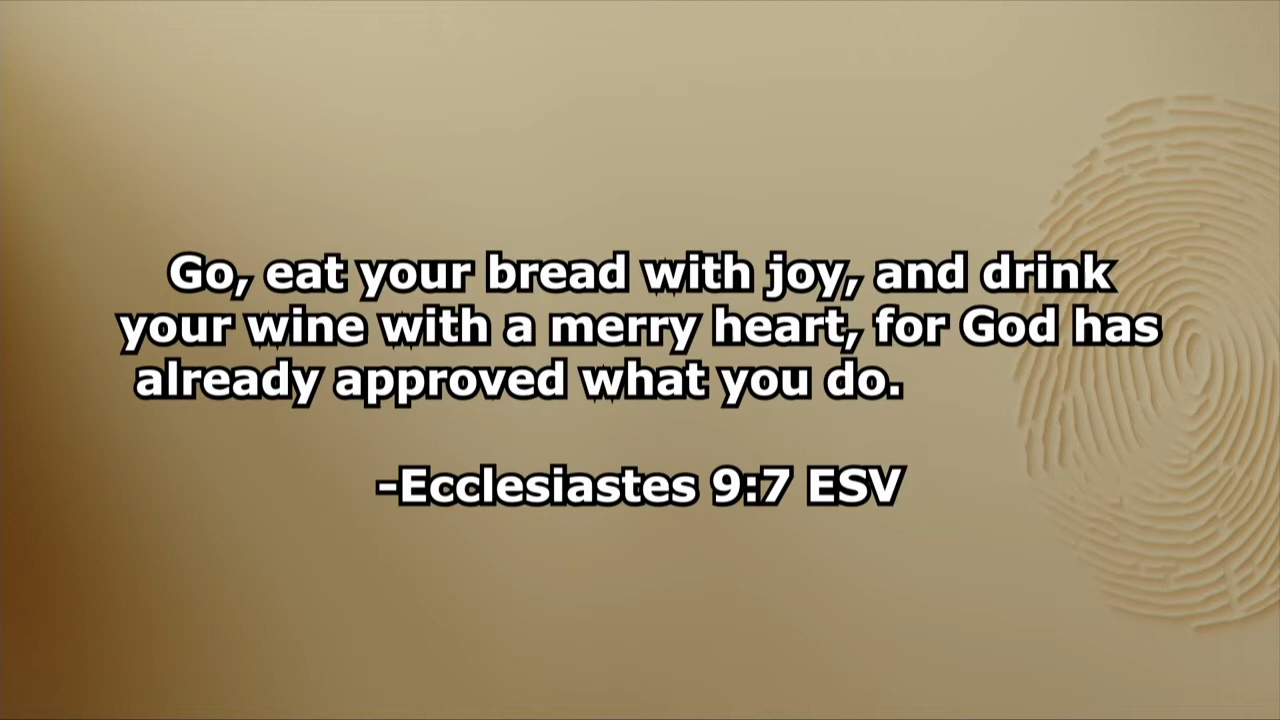 Go, eat your bread with joy, and drink
your wine with a merry heart, for God has
already approved what you do.
-Ecclesiastes 9:7 ESV